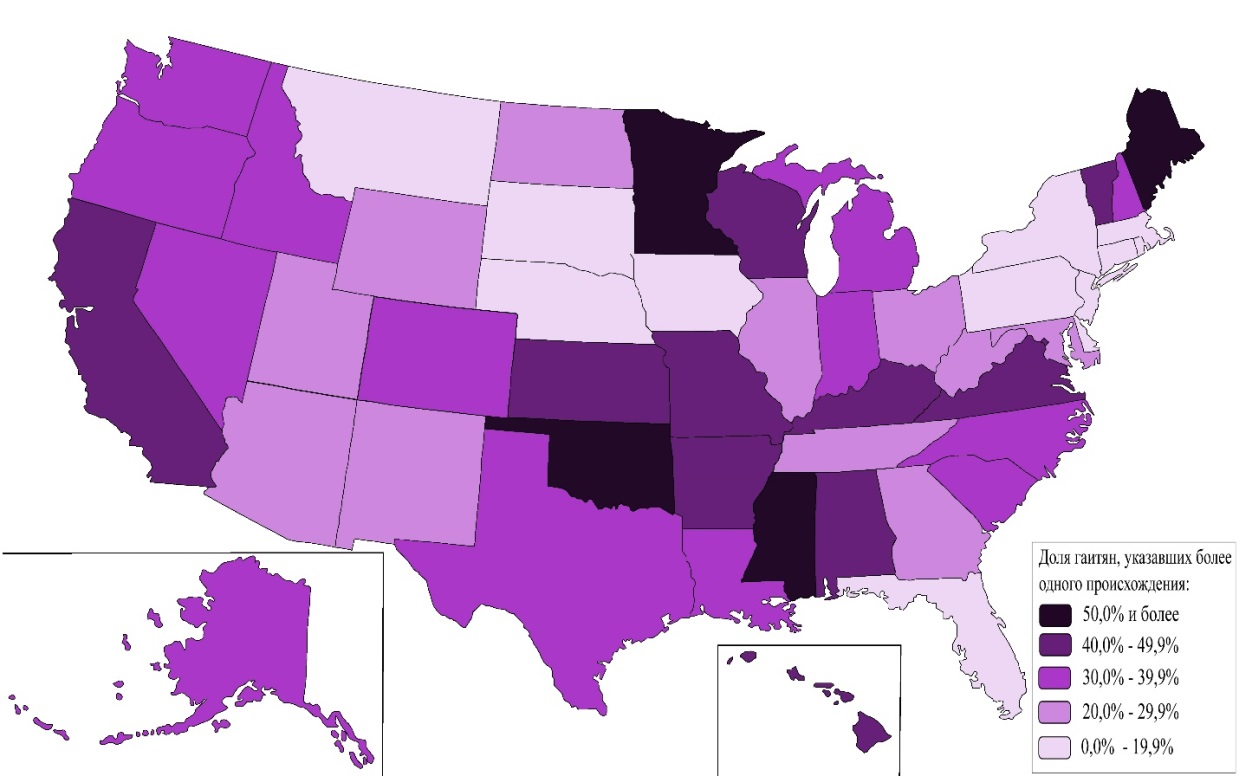 Доля гаитян, указавших более
одного происхождения:
50,0% и более
40,0% - 49,9%
30,0% - 39,9%
20,0% - 29,9%
0,0% - 19,9%